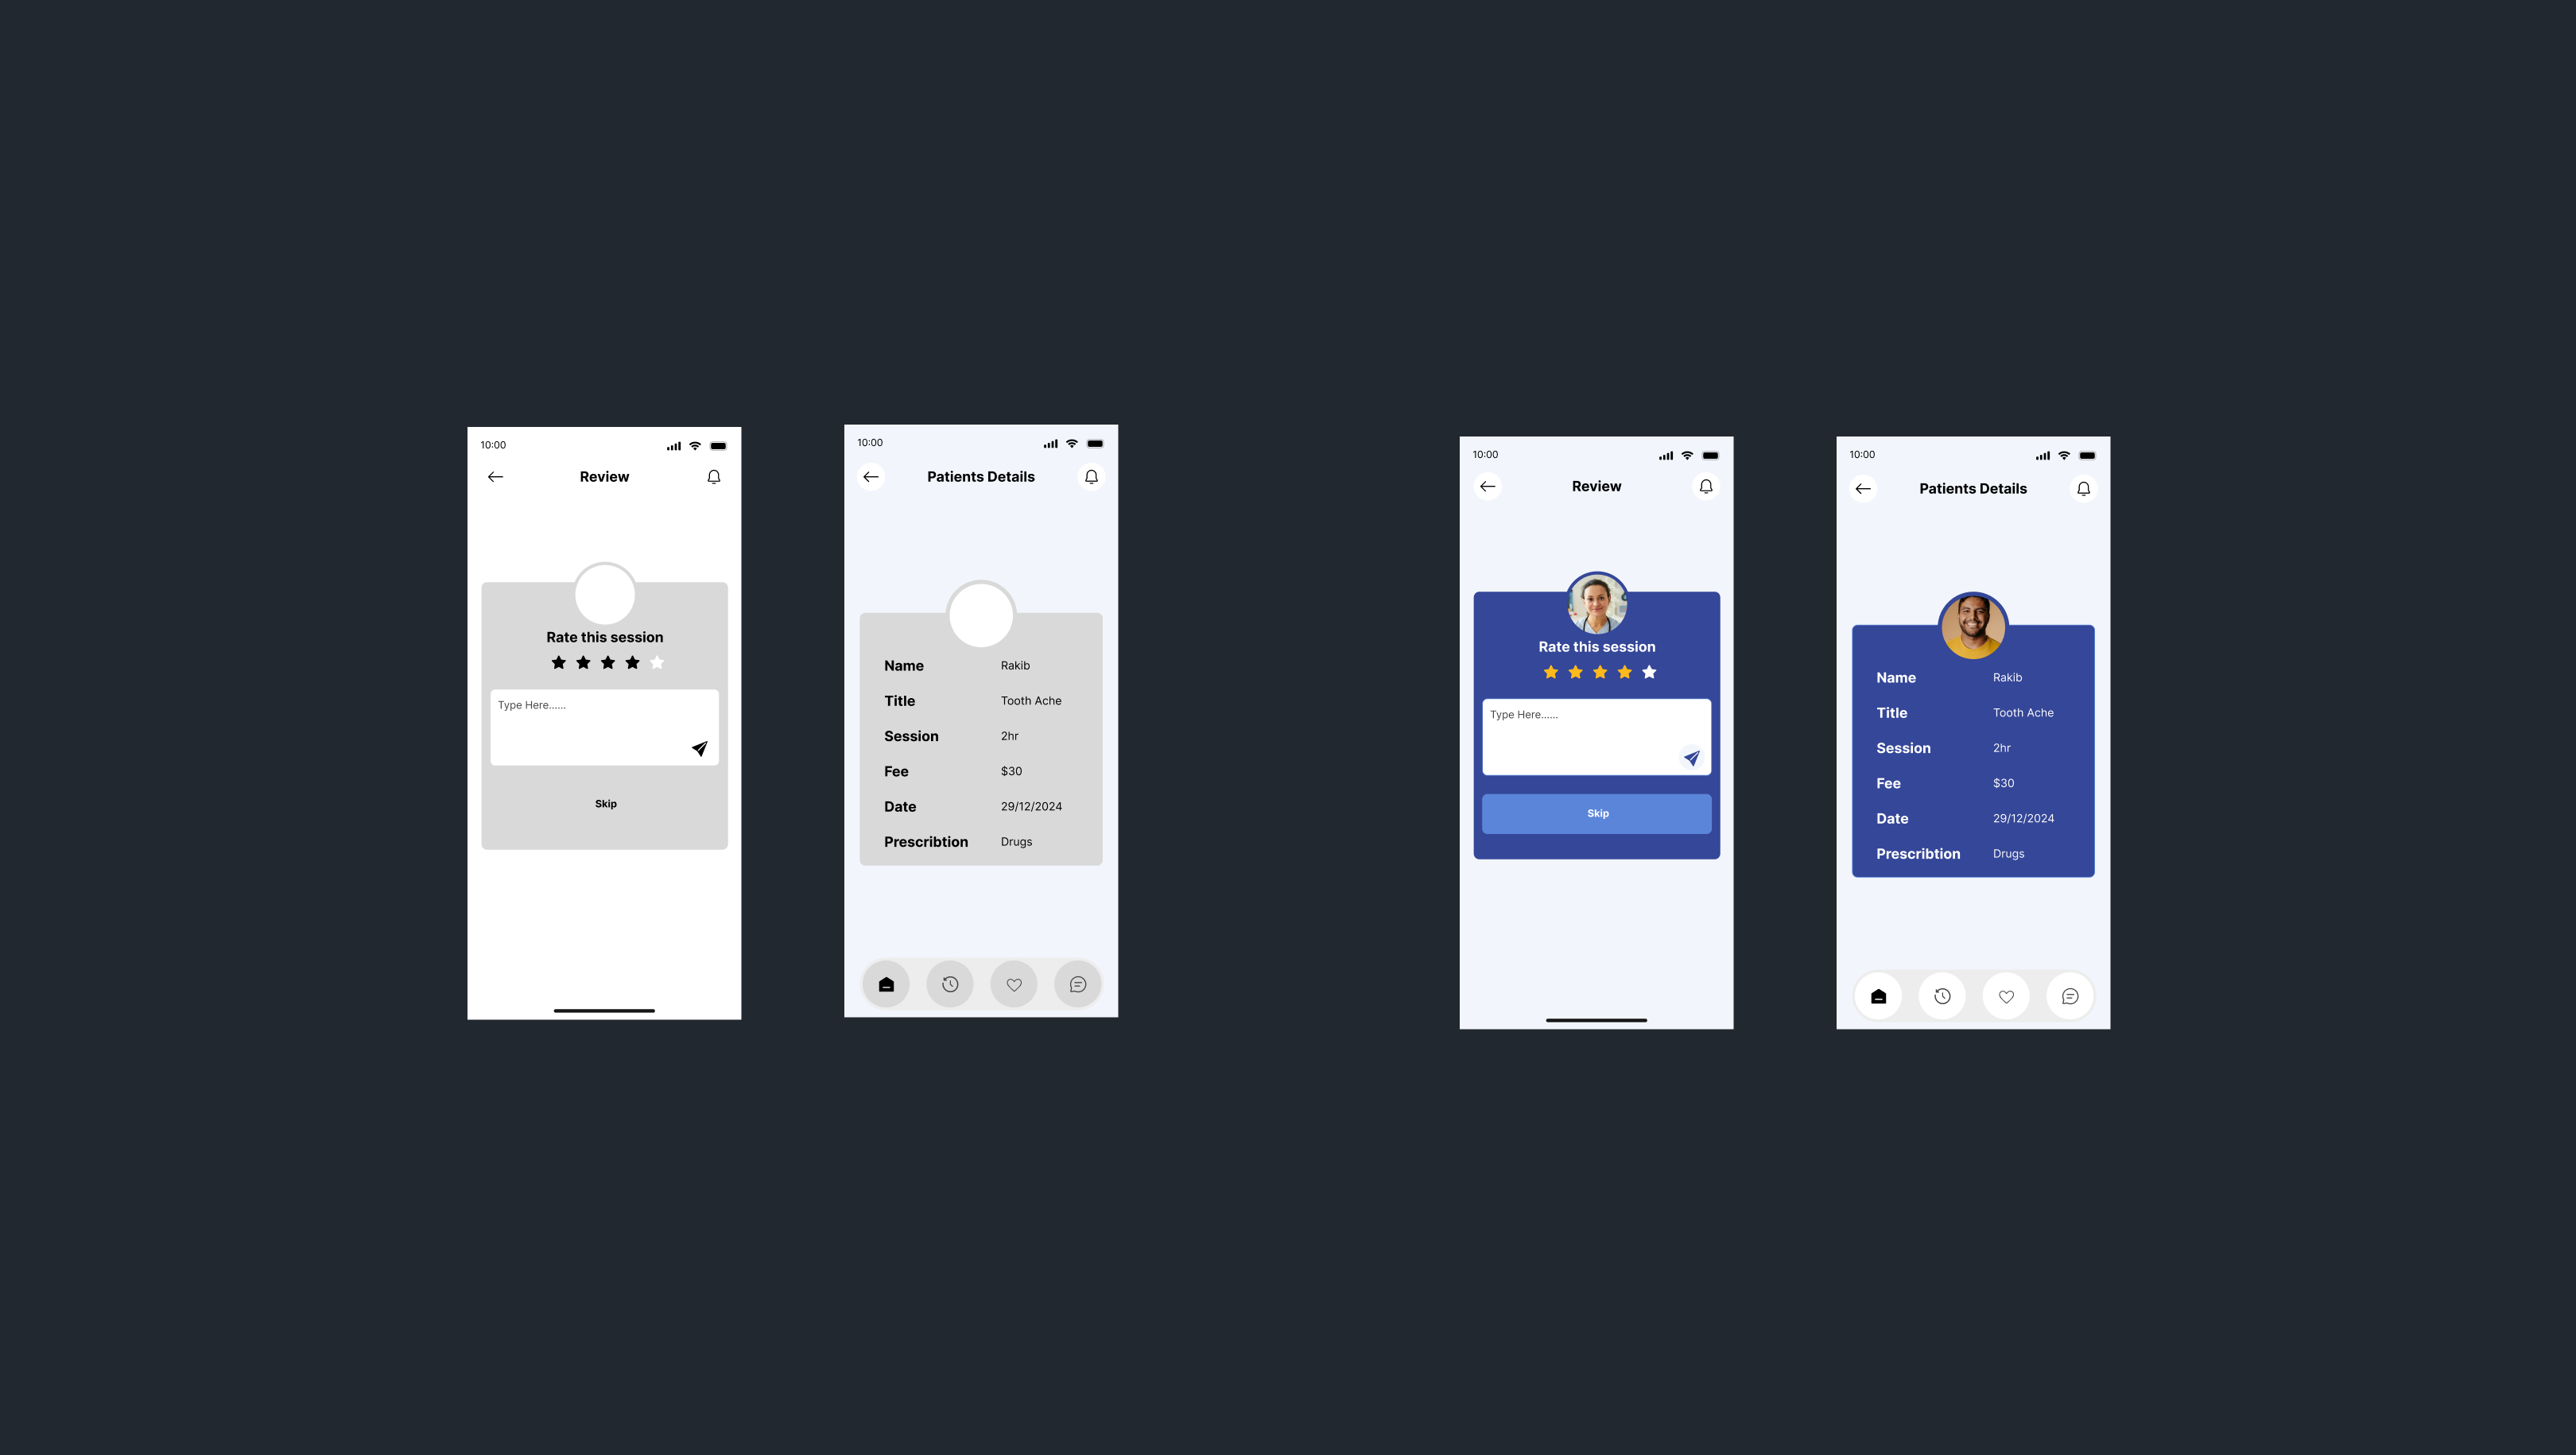 10:00
Review
Rate this session
Type Here......
Skip
10:00
Patients Details
Name Rakib
Title Tooth Ache
Session 2hr
Fee $30
Date 29/12/2024
Prescribtion Drugs
10:00
Review
Rate this session
Type Here......
Skip
10:00
Patients Details
Name Rakib
Title Tooth Ache
Session 2hr
Fee $30
Date 29/12/2024
Prescribtion Drugs